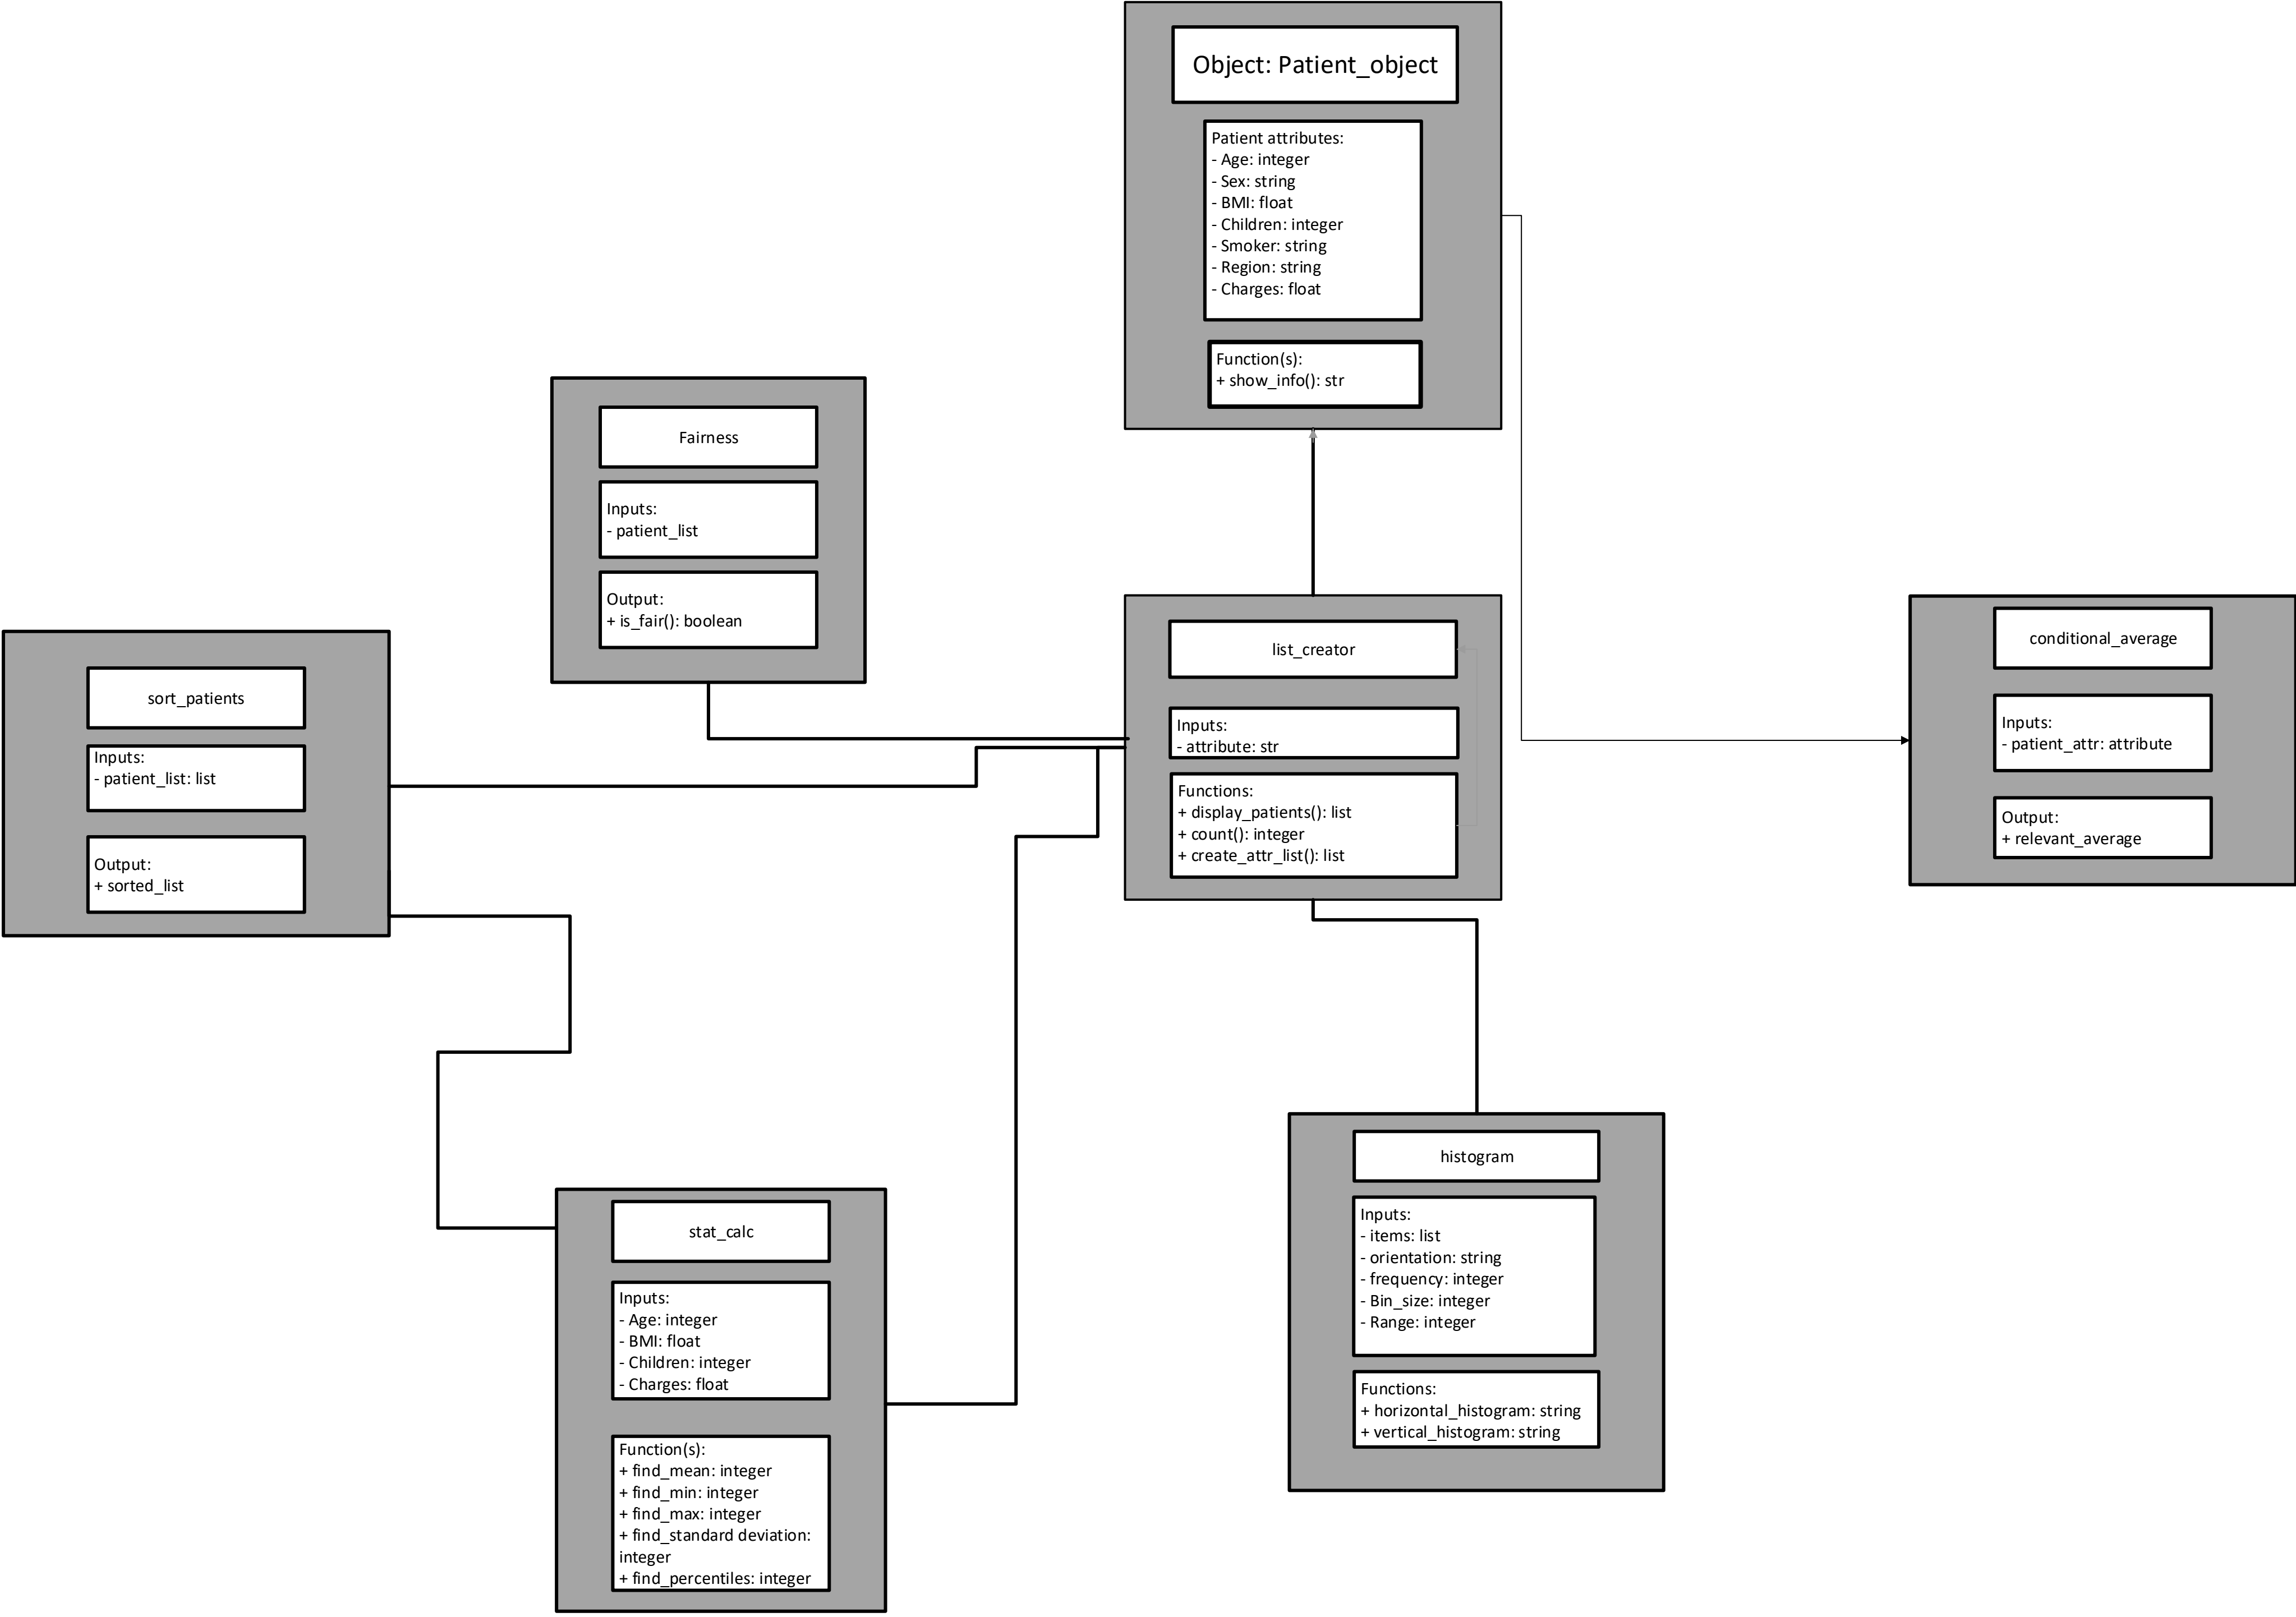 Object: Patient_object
Patient attributes:
- Age: integer
- Sex: string
- BMI: float
- Children: integer
- Smoker: string
- Region: string
- Charges: float
Function(s):
+ show_info(): str
Fairness
Inputs:
- patient_list
Output:
+ is_fair(): boolean
sort_patients
Inputs:
- patient_list: list
Output:
+ sorted_list
list_creator
Inputs:
- attribute: str
Functions:
+ display_patients(): list
+ count(): integer
+ create_attr_list(): list
conditional_average
Inputs:
- patient_attr: attribute
Output:
+ relevant_average
stat_calc
Inputs:
- Age: integer
- BMI: float
- Children: integer
- Charges: float
Function(s):
+ find_mean: integer
+ find_min: integer
+ find_max: integer
+ find_standard deviation:
integer
+ find_percentiles: integer
histogram
Inputs:
- items: list
- orientation: string
- frequency: integer
- Bin_size: integer
- Range: integer
Functions:
+ horizontal_histogram: string
+ vertical_histogram: string